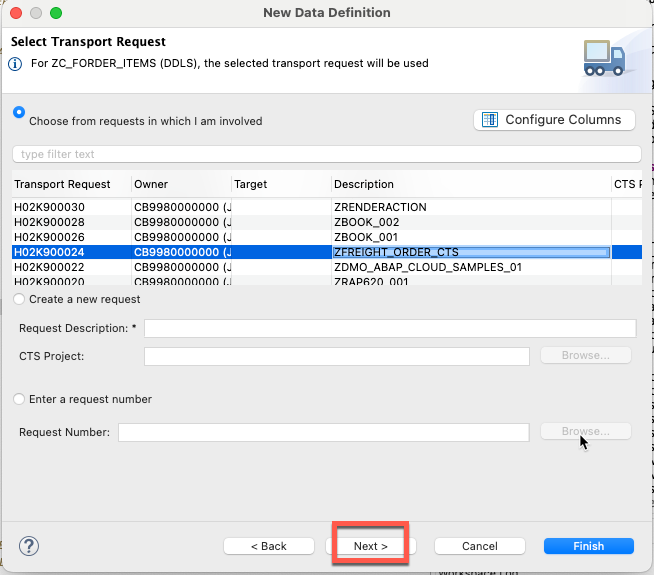 New Data Definition
Select Transport Request
For ZC_FORDER_ITEMS (DDLS), the selected transport request will be used
Choose from requests in which I am involved
Configure Columns
type filter text
Transport Request Owner Target Description CTS P
H02K900030 CB9980000000 (J ZRENDERACTION
H02K900028 CB9980000000 (J ZBOOK_002
H02K900026 CB9980000000 (J ZBOOK_001
H02K900024 CB9980000000 (J ZFREIGHT_ORDER_CTS
H02K900022 CB9980000000 (J ZDMO_ABAP_CLOUD_SAMPLES_01
H02K900020 CB9980000000 (J ZRAP620_001
Create a new request
Request Description: *
CTS Project: Browse...
Enter a request number
Request Number: Browse...
? < Back Next > Cancel Finish